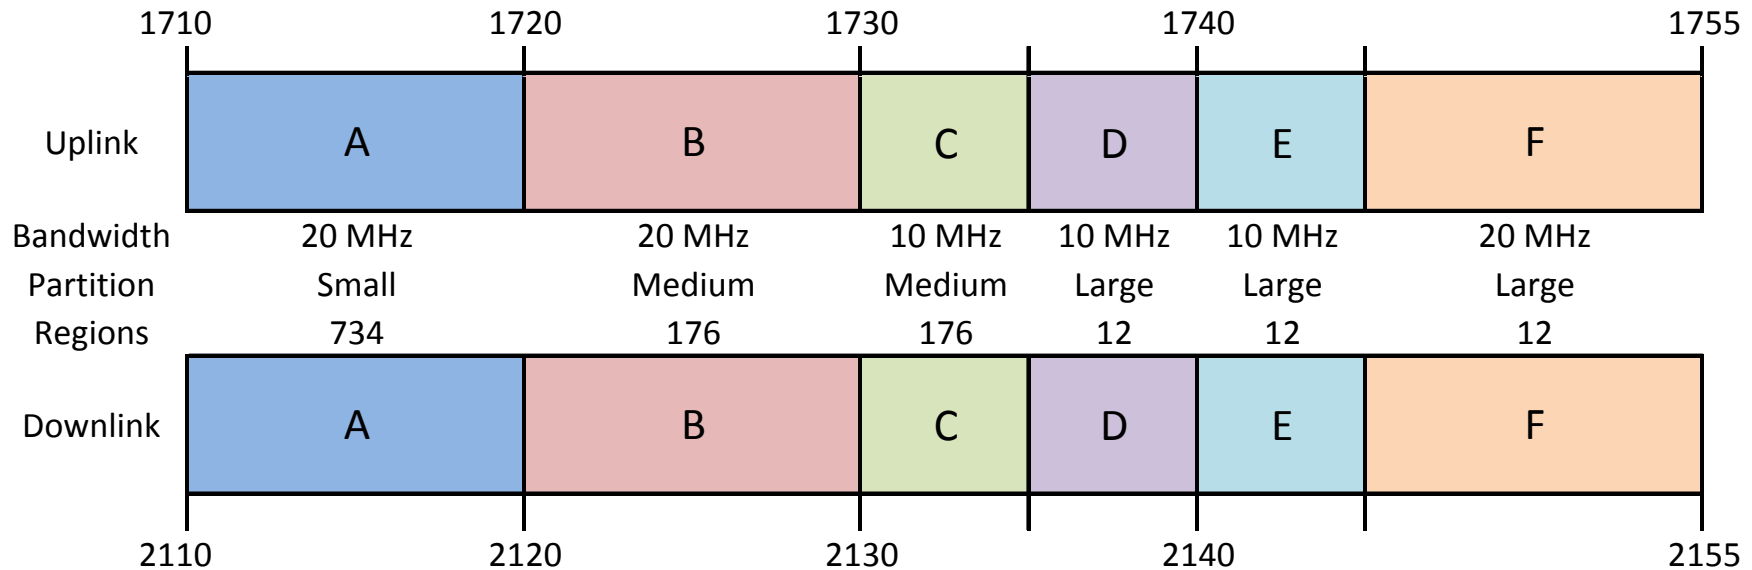 1710 1720 1730 1740 1755
Uplink A B C D E F
Bandwidth 20 MHz 20 MHz 10 MHz 10 MHz 10 MHz 20 MHz
Partition Small Medium Medium Large Large Large
Regions 734 176 176 12 12 12
Downlink A B C D E F
2110 2120 2130 2140 2155